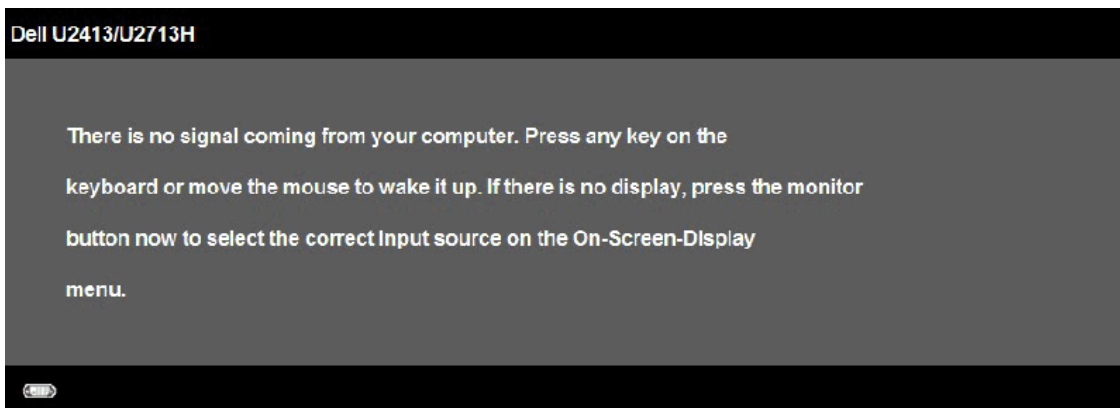 Dell U2413/U2713H
There is no signal coming from your computer. Press any key on the
keyboard or move the mouse to wake it up. If there is no display, press the monitor
button now to select the correct Input source on the On-Screen-Display
menu.